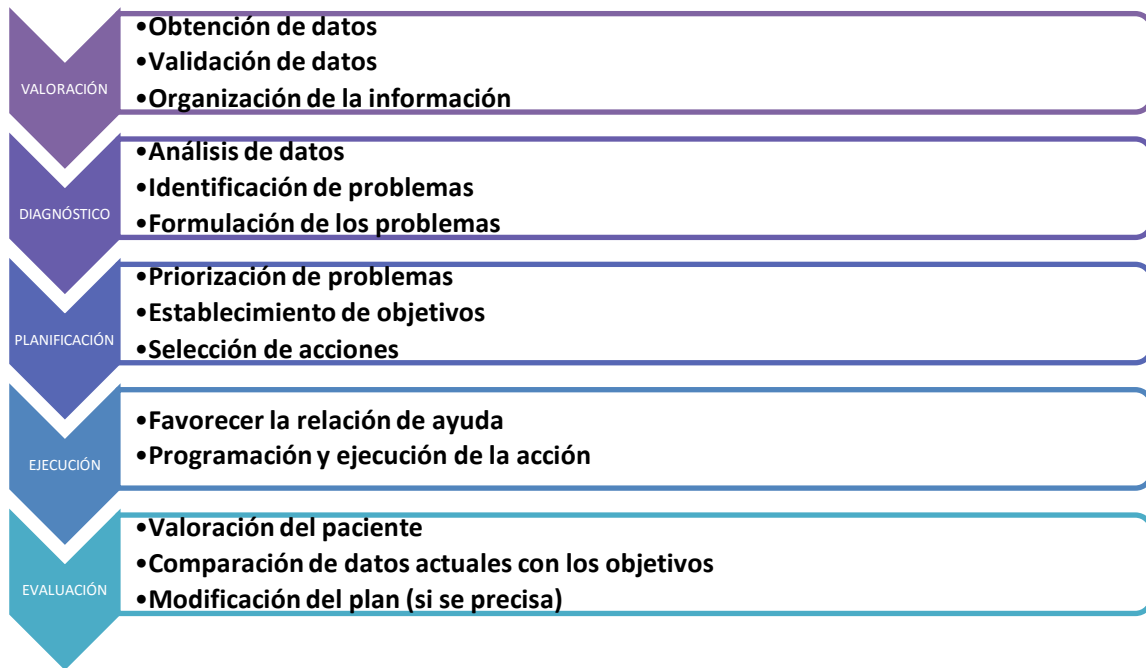 VALORACIÓN
•Obtención de datos
•Validación de datos
•Organización de la información
DIAGNÓSTICO
•Análisis de datos
•Identificación de problemas
•Formulación de los problemas
PLANIFICACIÓN
•Priorización de problemas
•Establecimiento de objetivos
•Selección de acciones
EJECUCIÓN
•Favorecer la relación de ayuda
•Programación y ejecución de la acción
EVALUACIÓN
•Valoración del paciente
•Comparación de datos actuales con los objetivos
•Modificación del plan (si se precisa)